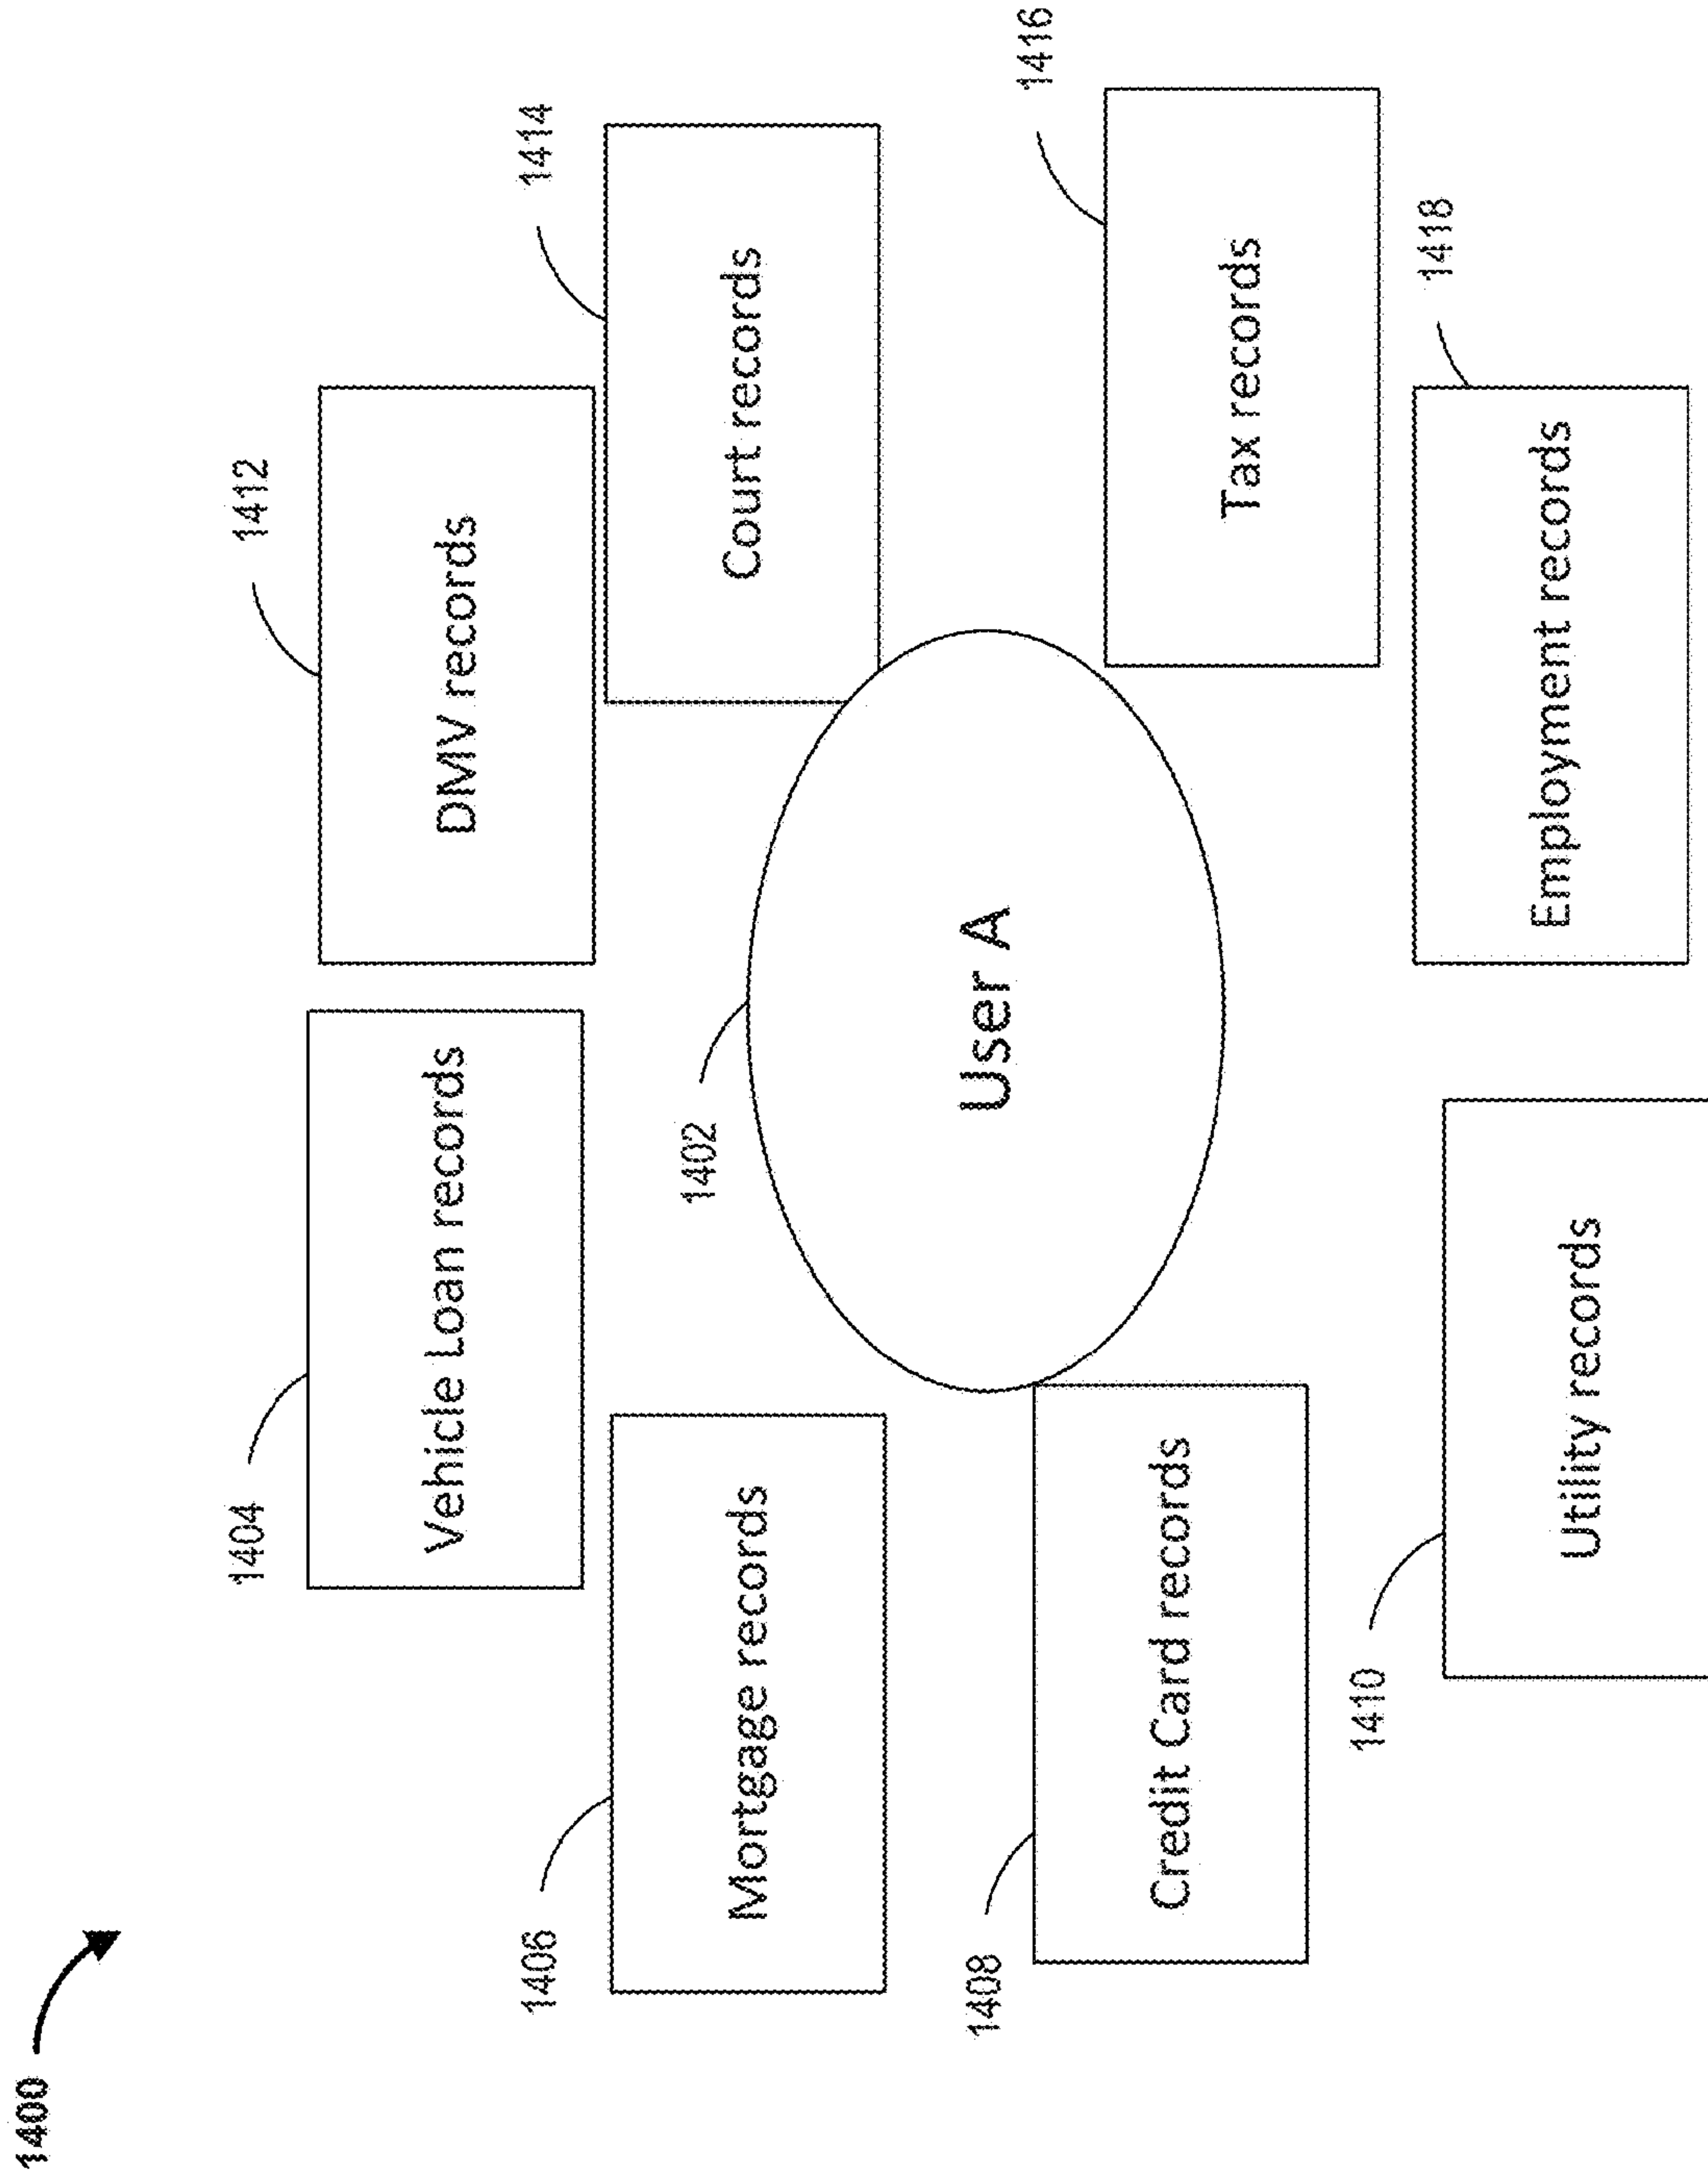 1400
1404
Vehicle Loan records
1412
DMV records
1406
Mortgage records
1414
Court records
1402
User A
1408
Credit Card records
1416
Tax records
1410
Utility records
1418
Employment records